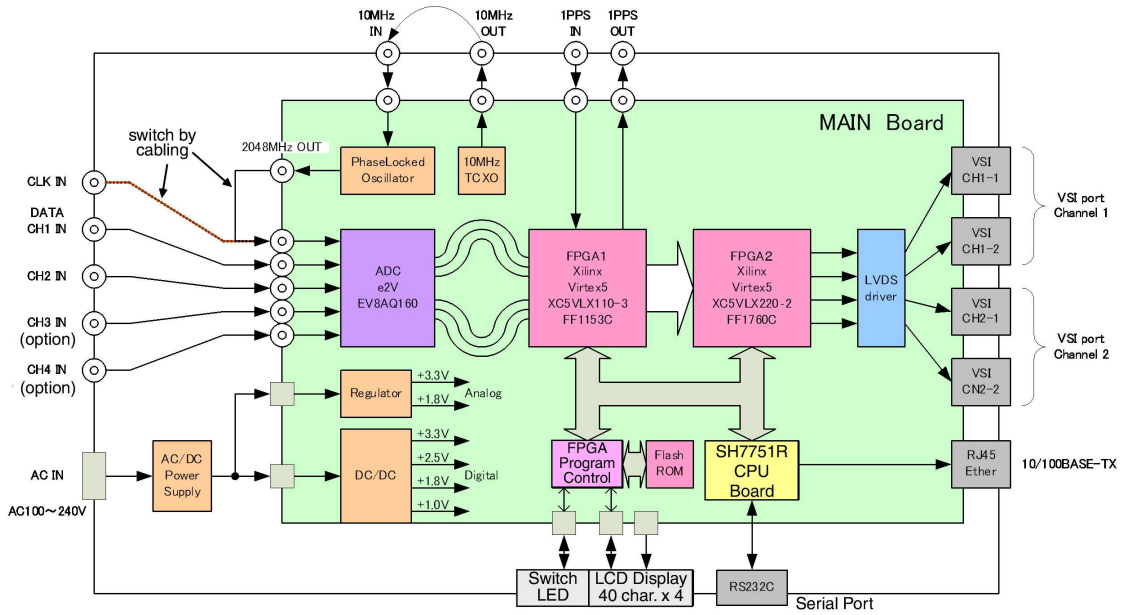 10MHz
IN
10MHz
OUT
1PPS
IN
1PPS
OUT
MAIN Board
switch by
cabling
2048MHz OUT
PhaseLocked
Oscillator
10MHz
TCXO
VSI
CH1-1
VSI port
Channel 1
VSI
CH1-2
CLK IN
DATA
CH1 IN
CH2 IN
CH3 IN
(option)
CH4 IN
(option)
ADC
e2V
EV8AQ160
FPGA1
Xilinx
Virtex5
XC5VLX110-3
FF1153C
FPGA2
Xilinx
Virtex5
XC5VLX220-2
FF1760C
LVDS
driver
VSI
CH2-1
VSI port
Channel 2
VSI
CN2-2
Regulator
+3.3V
+1.8V
Analog
AC IN
AC100~240V
AC/DC
Power
Supply
DC/DC
+3.3V
+2.5V
+1.8V
+1.0V
Digital
FPGA
Program
Control
Flash
ROM
SH7751R
CPU
Board
RJ45
Ether
10/100BASE-TX
Switch
LED
LCD Display
40 char. x 4
RS232C
Serial Port